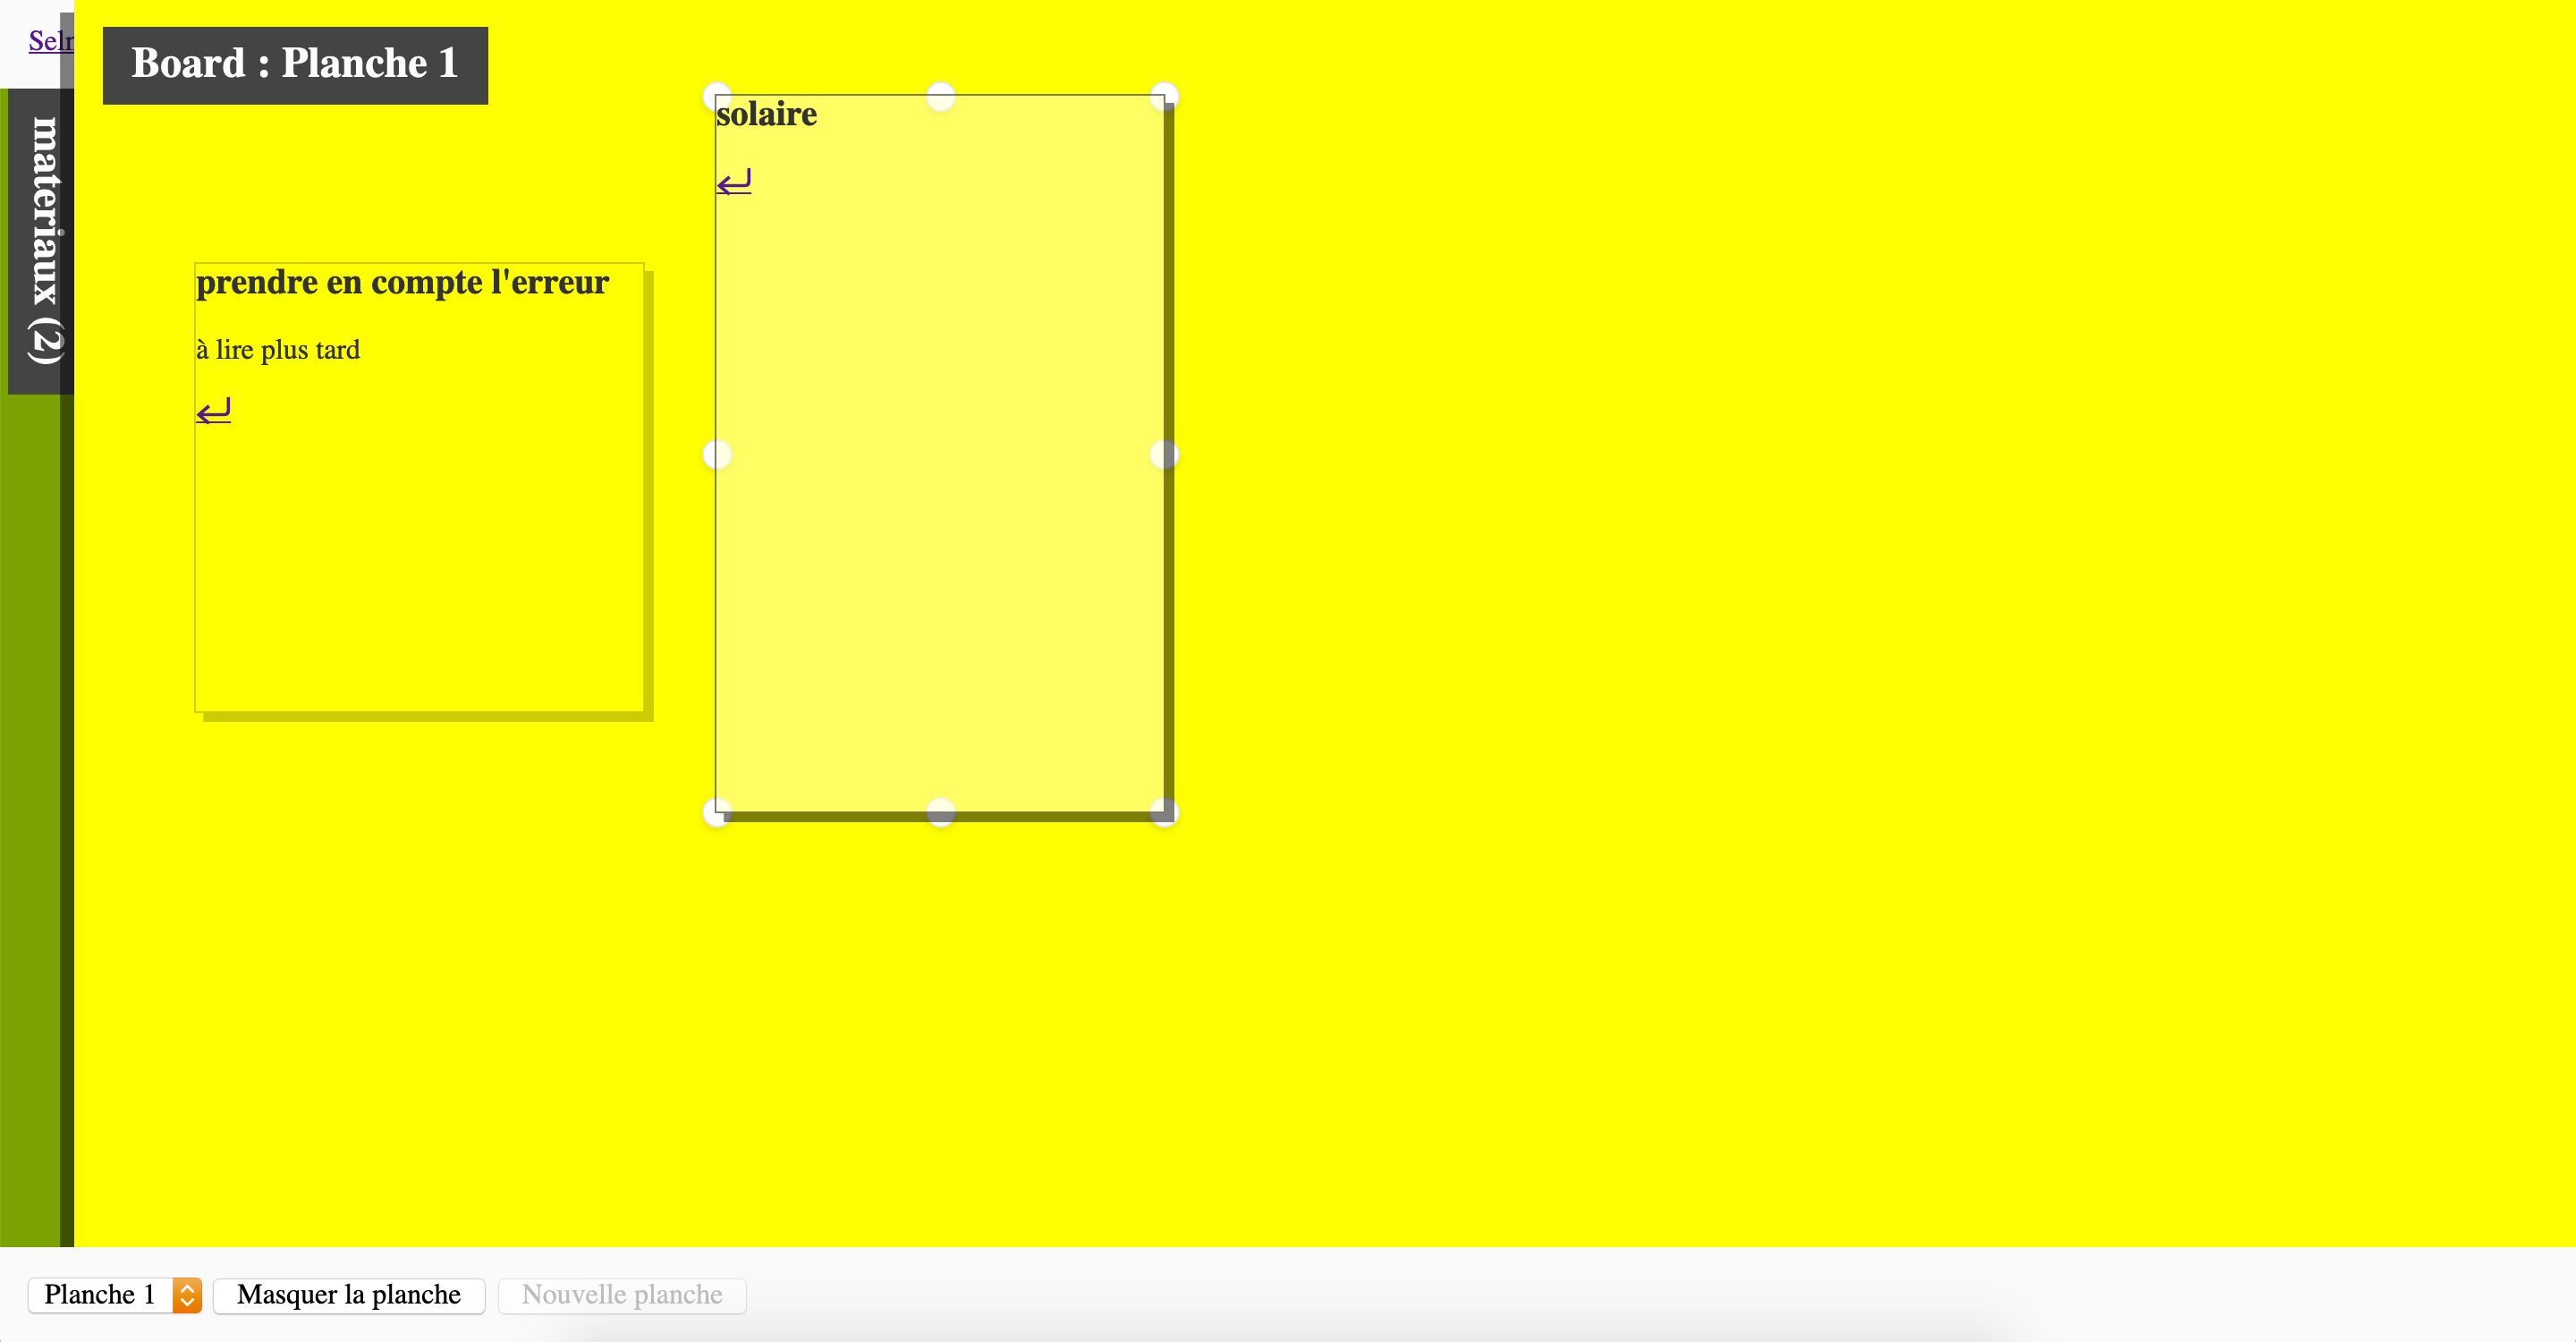 Board : Planche 1
solaire
materiaux (2)
prendre en compte l'erreur
à lire plus tard
Planche 1
Masquer la planche
Nouvelle planche